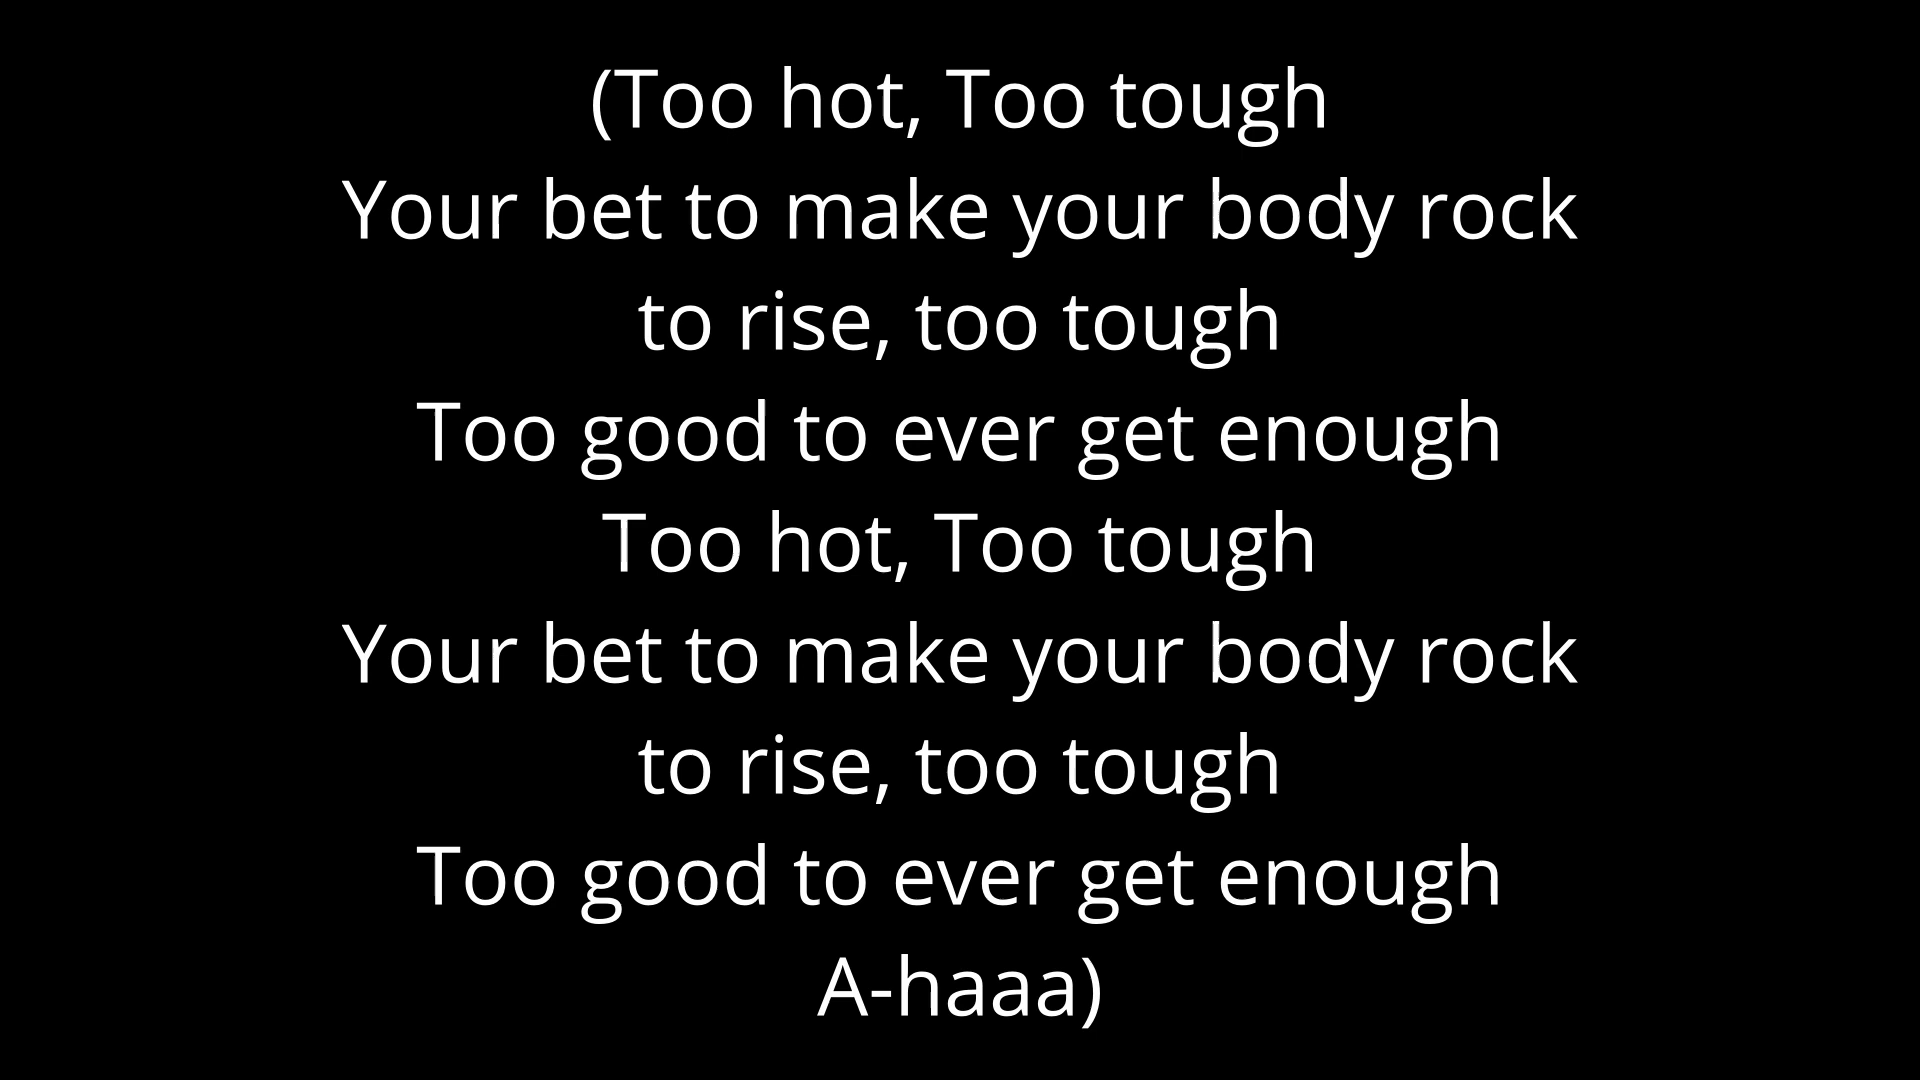 (Too hot, Too tough
Your bet to make your body rock
to rise, too tough
Too good to ever get enough
Too hot, Too tough
Your bet to make your body rock
to rise, too tough
Too good to ever get enough
A-haaa)